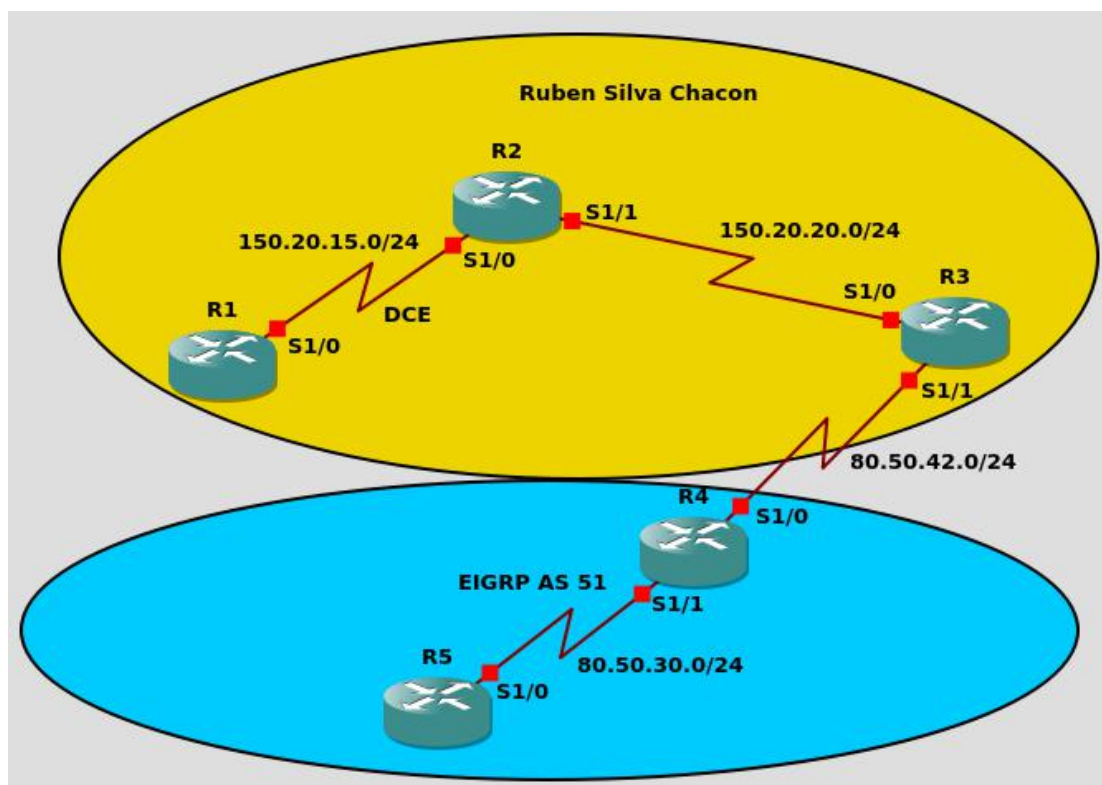 Ruben Silva Chacon
R2
S1/1
150.20.15.0/24
150.20.20.0/24
S1/0
R3
S1/0
R1
DCE
S1/0
S1/1
80.50.42.0/24
R4
S1/0
EIGRP AS 51
S1/1
R5
80.50.30.0/24
S1/0